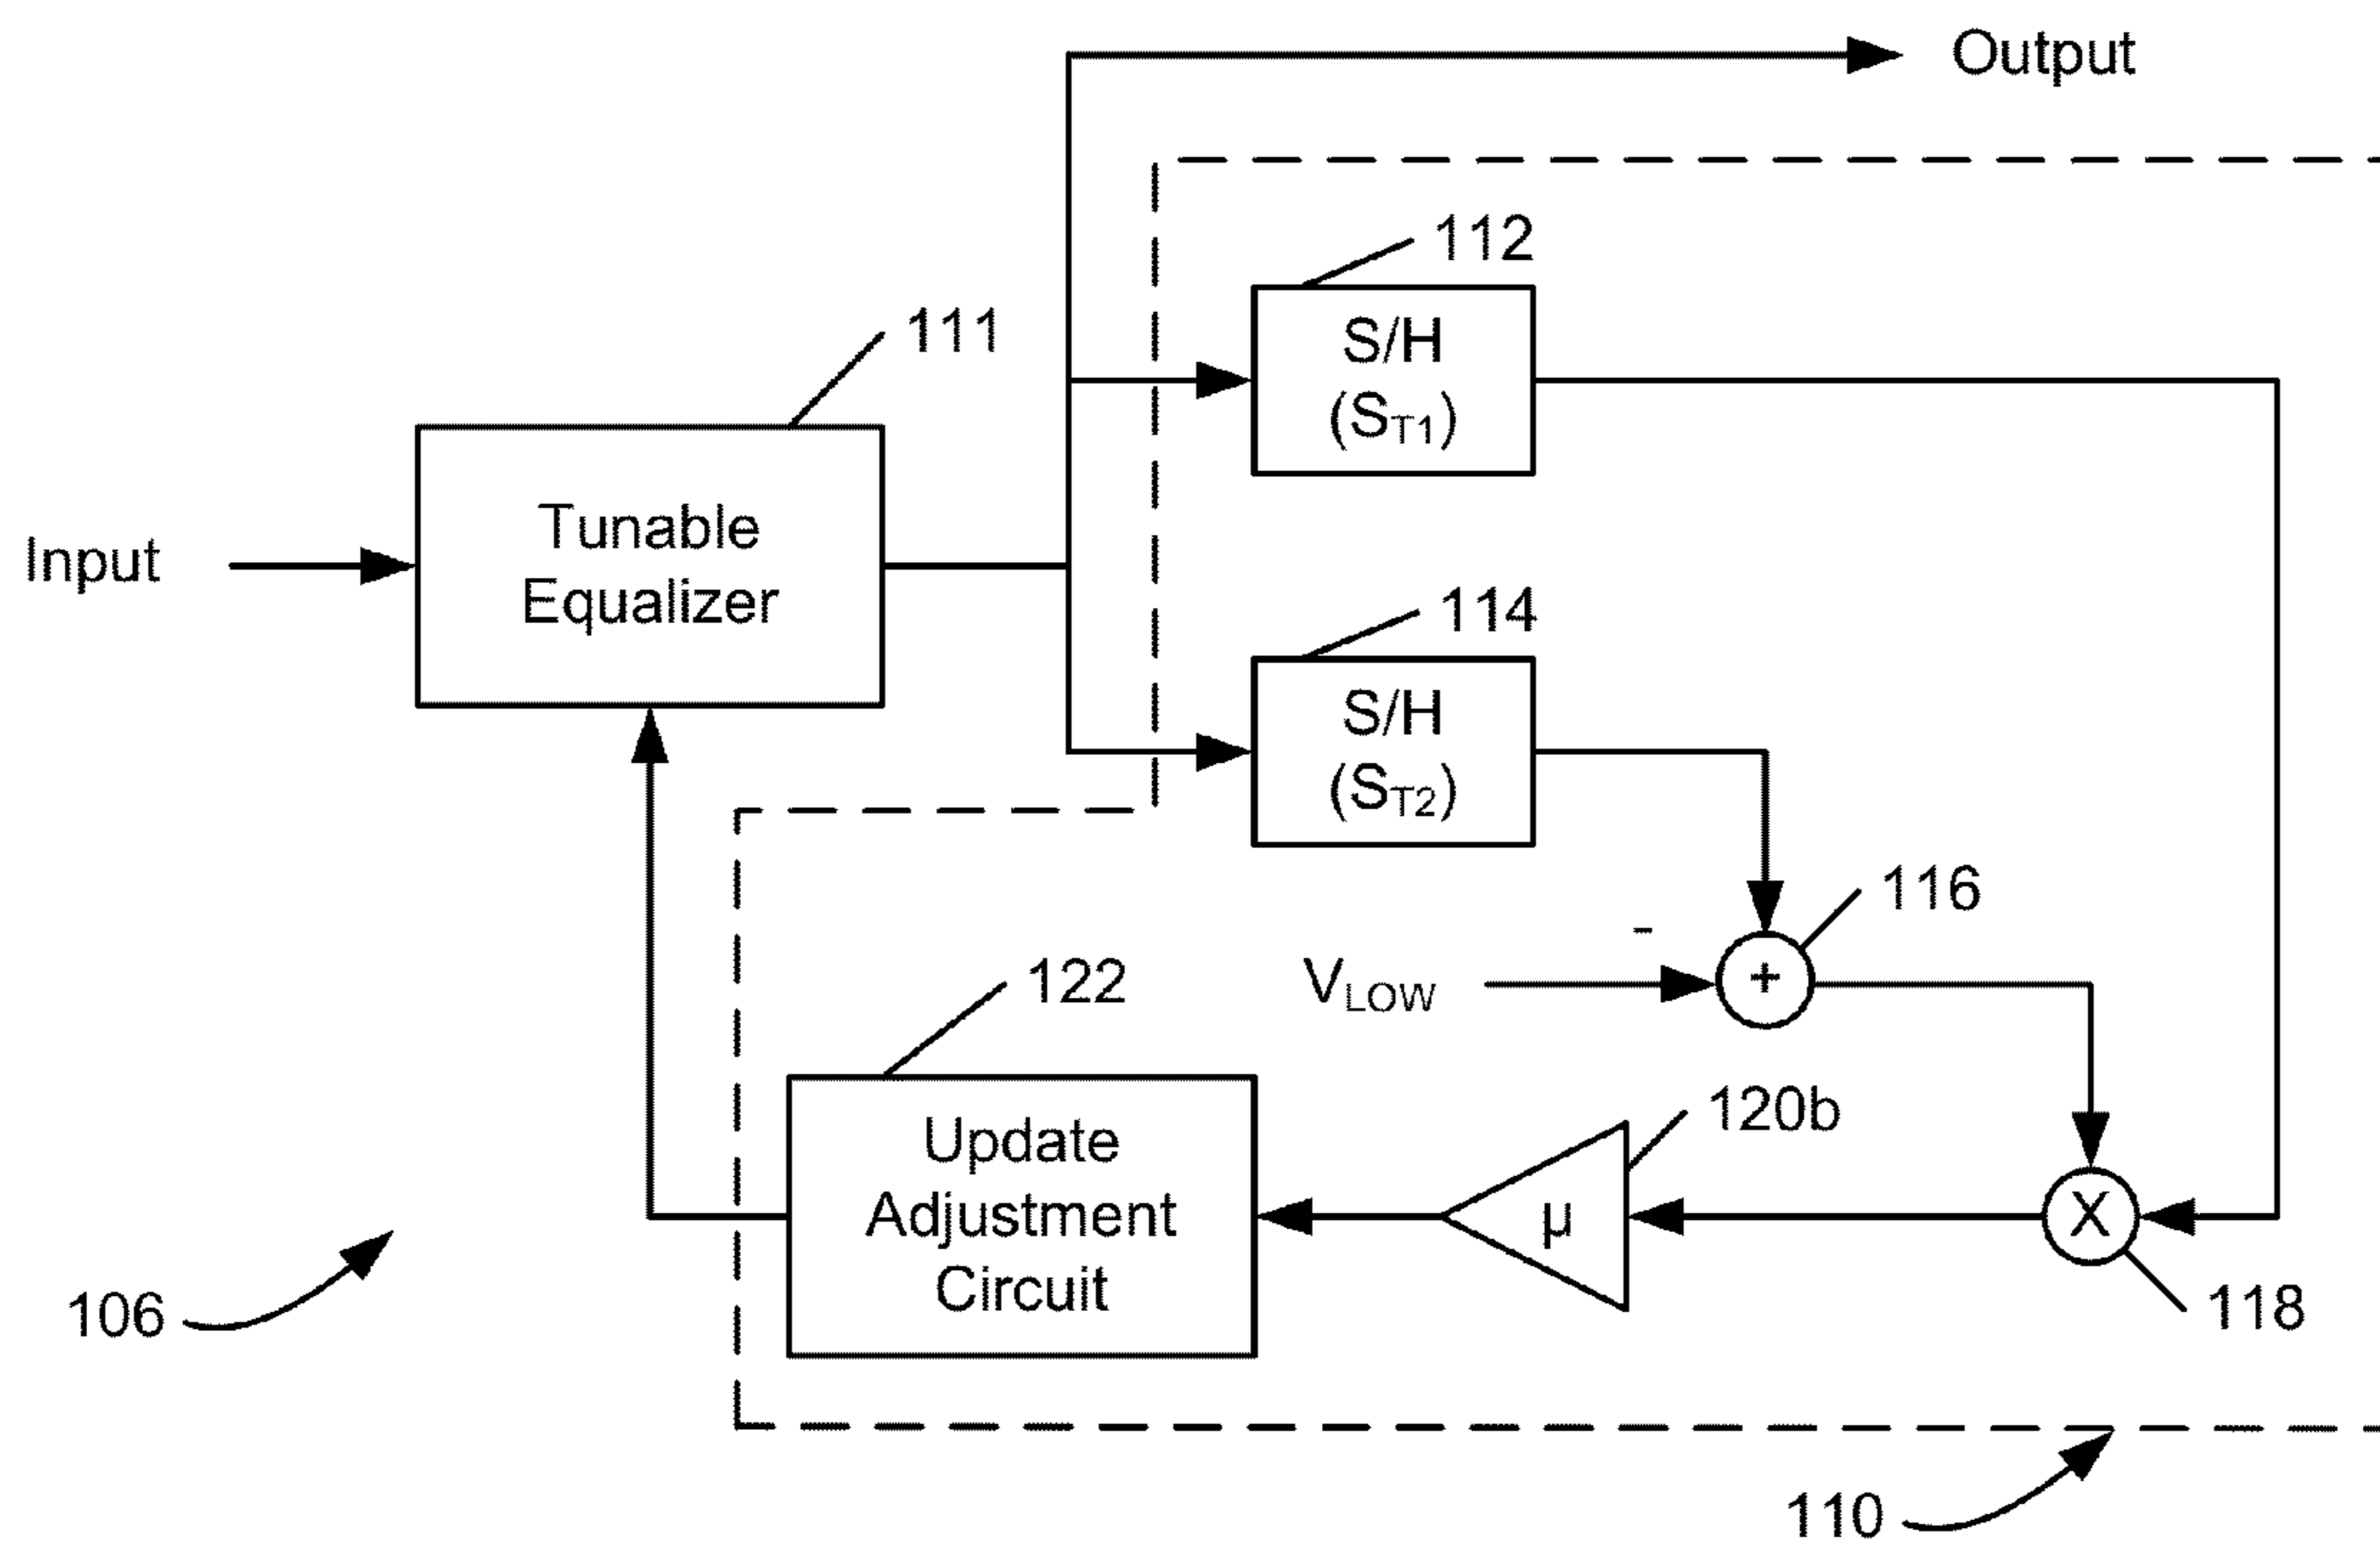 Output
112
S/H
(ST1)
111
Tunable
Equalizer
Input
114
S/H
(ST2)
116
-
VLOW
+
122
120b
Update
Adjustment
Circuit
µ
X
118
106
110